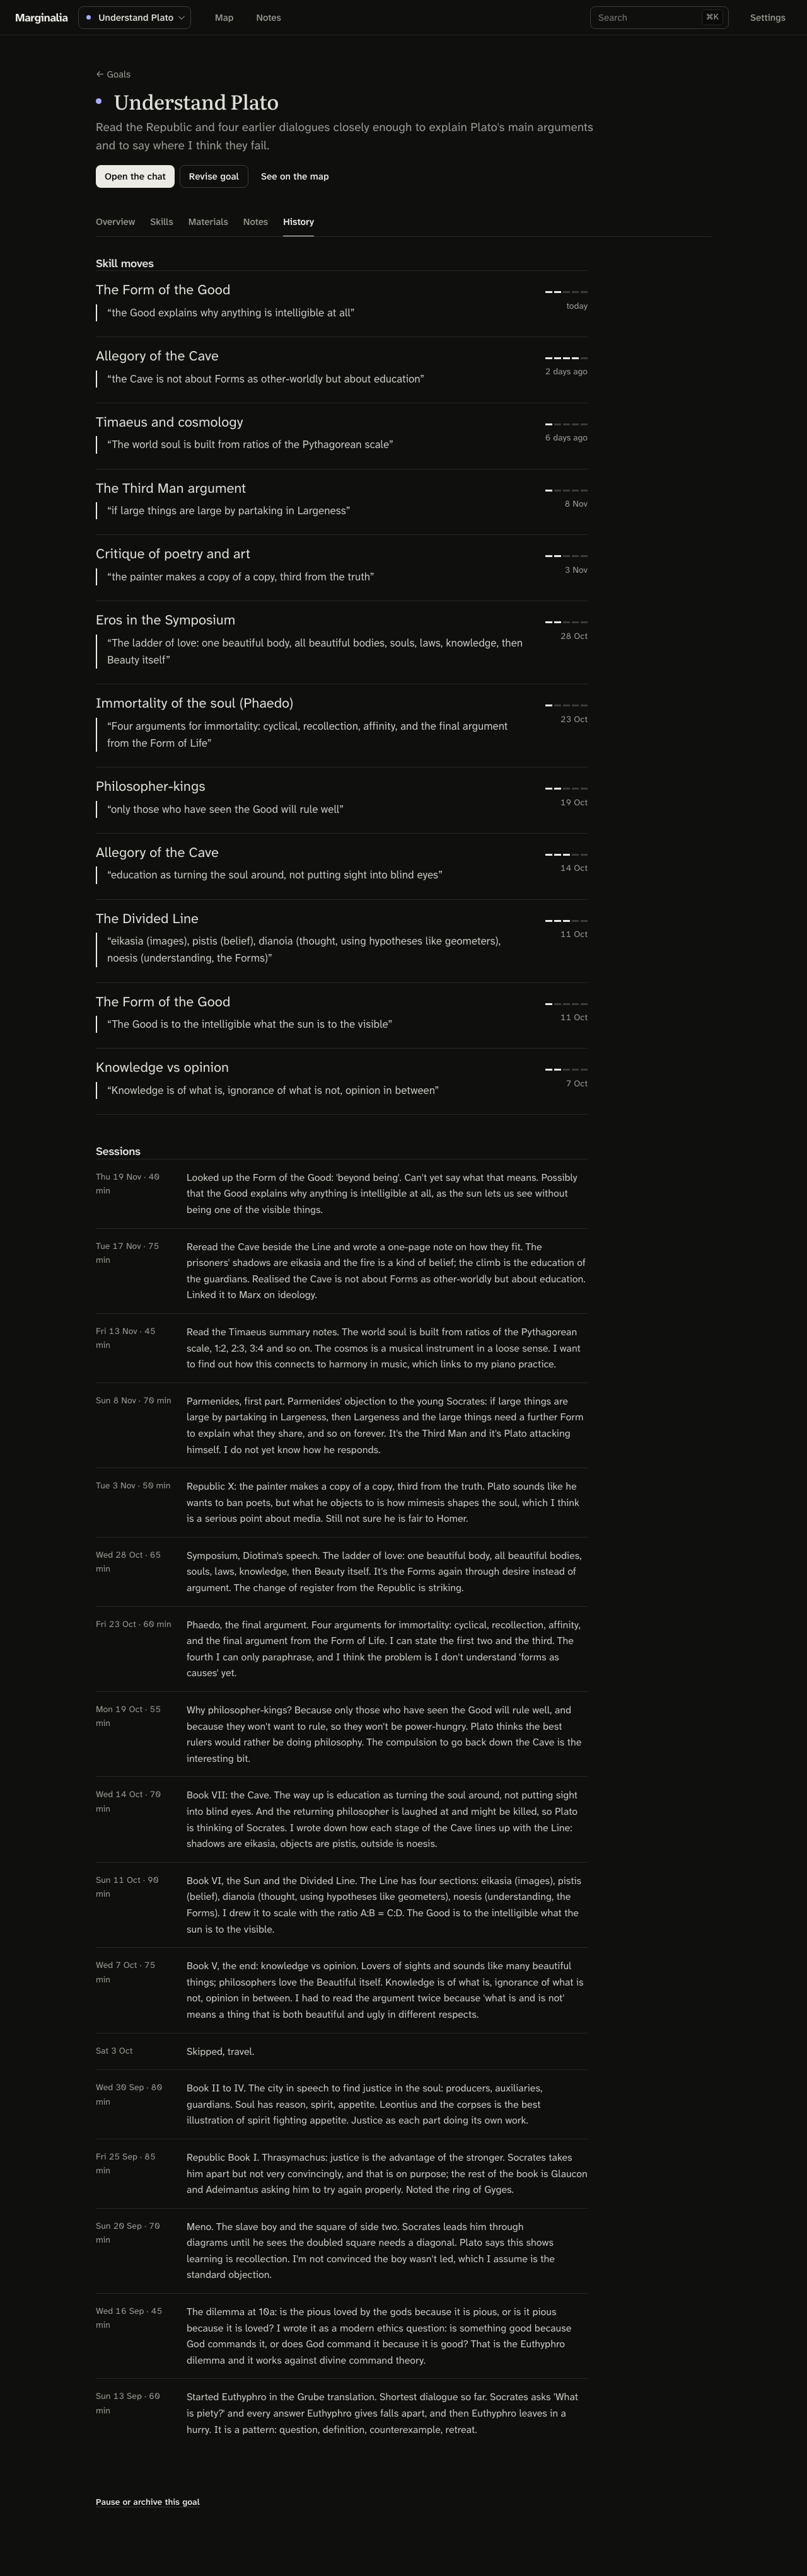 Marginalia
Understand Plato
Map
Notes
Search
⌘K
Settings
← Goals
Understand Plato
Read the Republic and four earlier dialogues closely enough to explain Plato's main arguments
and to say where I think they fail.
Open the chat
Revise goal
See on the map
Overview
Skills
Materials
Notes
History
Skill moves
The Form of the Good
“the Good explains why anything is intelligible at all”
today
Allegory of the Cave
“the Cave is not about Forms as other-worldly but about education”
2 days ago
Timaeus and cosmology
“The world soul is built from ratios of the Pythagorean scale”
6 days ago
The Third Man argument
“if large things are large by partaking in Largeness”
8 Nov
Critique of poetry and art
“the painter makes a copy of a copy, third from the truth”
3 Nov
Eros in the Symposium
“The ladder of love: one beautiful body, all beautiful bodies, souls, laws, knowledge, then
Beauty itself”
28 Oct
Immortality of the soul (Phaedo)
“Four arguments for immortality: cyclical, recollection, affinity, and the final argument
from the Form of Life”
23 Oct
Philosopher-kings
“only those who have seen the Good will rule well”
19 Oct
Allegory of the Cave
“education as turning the soul around, not putting sight into blind eyes”
14 Oct
The Divided Line
“eikasia (images), pistis (belief), dianoia (thought, using hypotheses like geometers),
noesis (understanding, the Forms)”
11 Oct
The Form of the Good
“The Good is to the intelligible what the sun is to the visible”
11 Oct
Knowledge vs opinion
“Knowledge is of what is, ignorance of what is not, opinion in between”
7 Oct
Sessions
Thu 19 Nov · 40
min
Looked up the Form of the Good: 'beyond being'. Can't yet say what that means. Possibly
that the Good explains why anything is intelligible at all, as the sun lets us see without
being one of the visible things.
Tue 17 Nov · 75
min
Reread the Cave beside the Line and wrote a one-page note on how they fit. The
prisoners' shadows are eikasia and the fire is a kind of belief; the climb is the education of
the guardians. Realised the Cave is not about Forms as other-worldly but about education.
Linked it to Marx on ideology.
Fri 13 Nov · 45
min
Read the Timaeus summary notes. The world soul is built from ratios of the Pythagorean
scale, 1:2, 2:3, 3:4 and so on. The cosmos is a musical instrument in a loose sense. I want
to find out how this connects to harmony in music, which links to my piano practice.
Sun 8 Nov · 70 min
Parmenides, first part. Parmenides' objection to the young Socrates: if large things are
large by partaking in Largeness, then Largeness and the large things need a further Form
to explain what they share, and so on forever. It's the Third Man and it's Plato attacking
himself. I do not yet know how he responds.
Tue 3 Nov · 50 min
Republic X: the painter makes a copy of a copy, third from the truth. Plato sounds like he
wants to ban poets, but what he objects to is how mimesis shapes the soul, which I think
is a serious point about media. Still not sure he is fair to Homer.
Wed 28 Oct · 65
min
Symposium, Diotima's speech. The ladder of love: one beautiful body, all beautiful bodies,
souls, laws, knowledge, then Beauty itself. It's the Forms again through desire instead of
argument. The change of register from the Republic is striking.
Fri 23 Oct · 60 min
Phaedo, the final argument. Four arguments for immortality: cyclical, recollection, affinity,
and the final argument from the Form of Life. I can state the first two and the third. The
fourth I can only paraphrase, and I think the problem is I don't understand 'forms as
causes' yet.
Mon 19 Oct · 55
min
Why philosopher-kings? Because only those who have seen the Good will rule well, and
because they won't want to rule, so they won't be power-hungry. Plato thinks the best
rulers would rather be doing philosophy. The compulsion to go back down the Cave is the
interesting bit.
Wed 14 Oct · 70
min
Book VII: the Cave. The way up is education as turning the soul around, not putting sight
into blind eyes. And the returning philosopher is laughed at and might be killed, so Plato
is thinking of Socrates. I wrote down how each stage of the Cave lines up with the Line:
shadows are eikasia, objects are pistis, outside is noesis.
Sun 11 Oct · 90
min
Book VI, the Sun and the Divided Line. The Line has four sections: eikasia (images), pistis
(belief), dianoia (thought, using hypotheses like geometers), noesis (understanding, the
Forms). I drew it to scale with the ratio A:B = C:D. The Good is to the intelligible what the
sun is to the visible.
Wed 7 Oct · 75
min
Book V, the end: knowledge vs opinion. Lovers of sights and sounds like many beautiful
things; philosophers love the Beautiful itself. Knowledge is of what is, ignorance of what is
not, opinion in between. I had to read the argument twice because 'what is and is not'
means a thing that is both beautiful and ugly in different respects.
Sat 3 Oct
Skipped, travel.
Wed 30 Sep · 80
min
Book II to IV. The city in speech to find justice in the soul: producers, auxiliaries,
guardians. Soul has reason, spirit, appetite. Leontius and the corpses is the best
illustration of spirit fighting appetite. Justice as each part doing its own work.
Fri 25 Sep · 85
min
Republic Book I. Thrasymachus: justice is the advantage of the stronger. Socrates takes
him apart but not very convincingly, and that is on purpose; the rest of the book is Glaucon
and Adeimantus asking him to try again properly. Noted the ring of Gyges.
Sun 20 Sep · 70
min
Meno. The slave boy and the square of side two. Socrates leads him through
diagrams until he sees the doubled square needs a diagonal. Plato says this shows
learning is recollection. I'm not convinced the boy wasn't led, which I assume is the
standard objection.
Wed 16 Sep · 45
min
The dilemma at 10a: is the pious loved by the gods because it is pious, or is it pious
because it is loved? I wrote it as a modern ethics question: is something good because
God commands it, or does God command it because it is good? That is the Euthyphro
dilemma and it works against divine command theory.
Sun 13 Sep · 60
min
Started Euthyphro in the Grube translation. Shortest dialogue so far. Socrates asks 'What
is piety?' and every answer Euthyphro gives falls apart, and then Euthyphro leaves in a
hurry. It is a pattern: question, definition, counterexample, retreat.
Pause or archive this goal